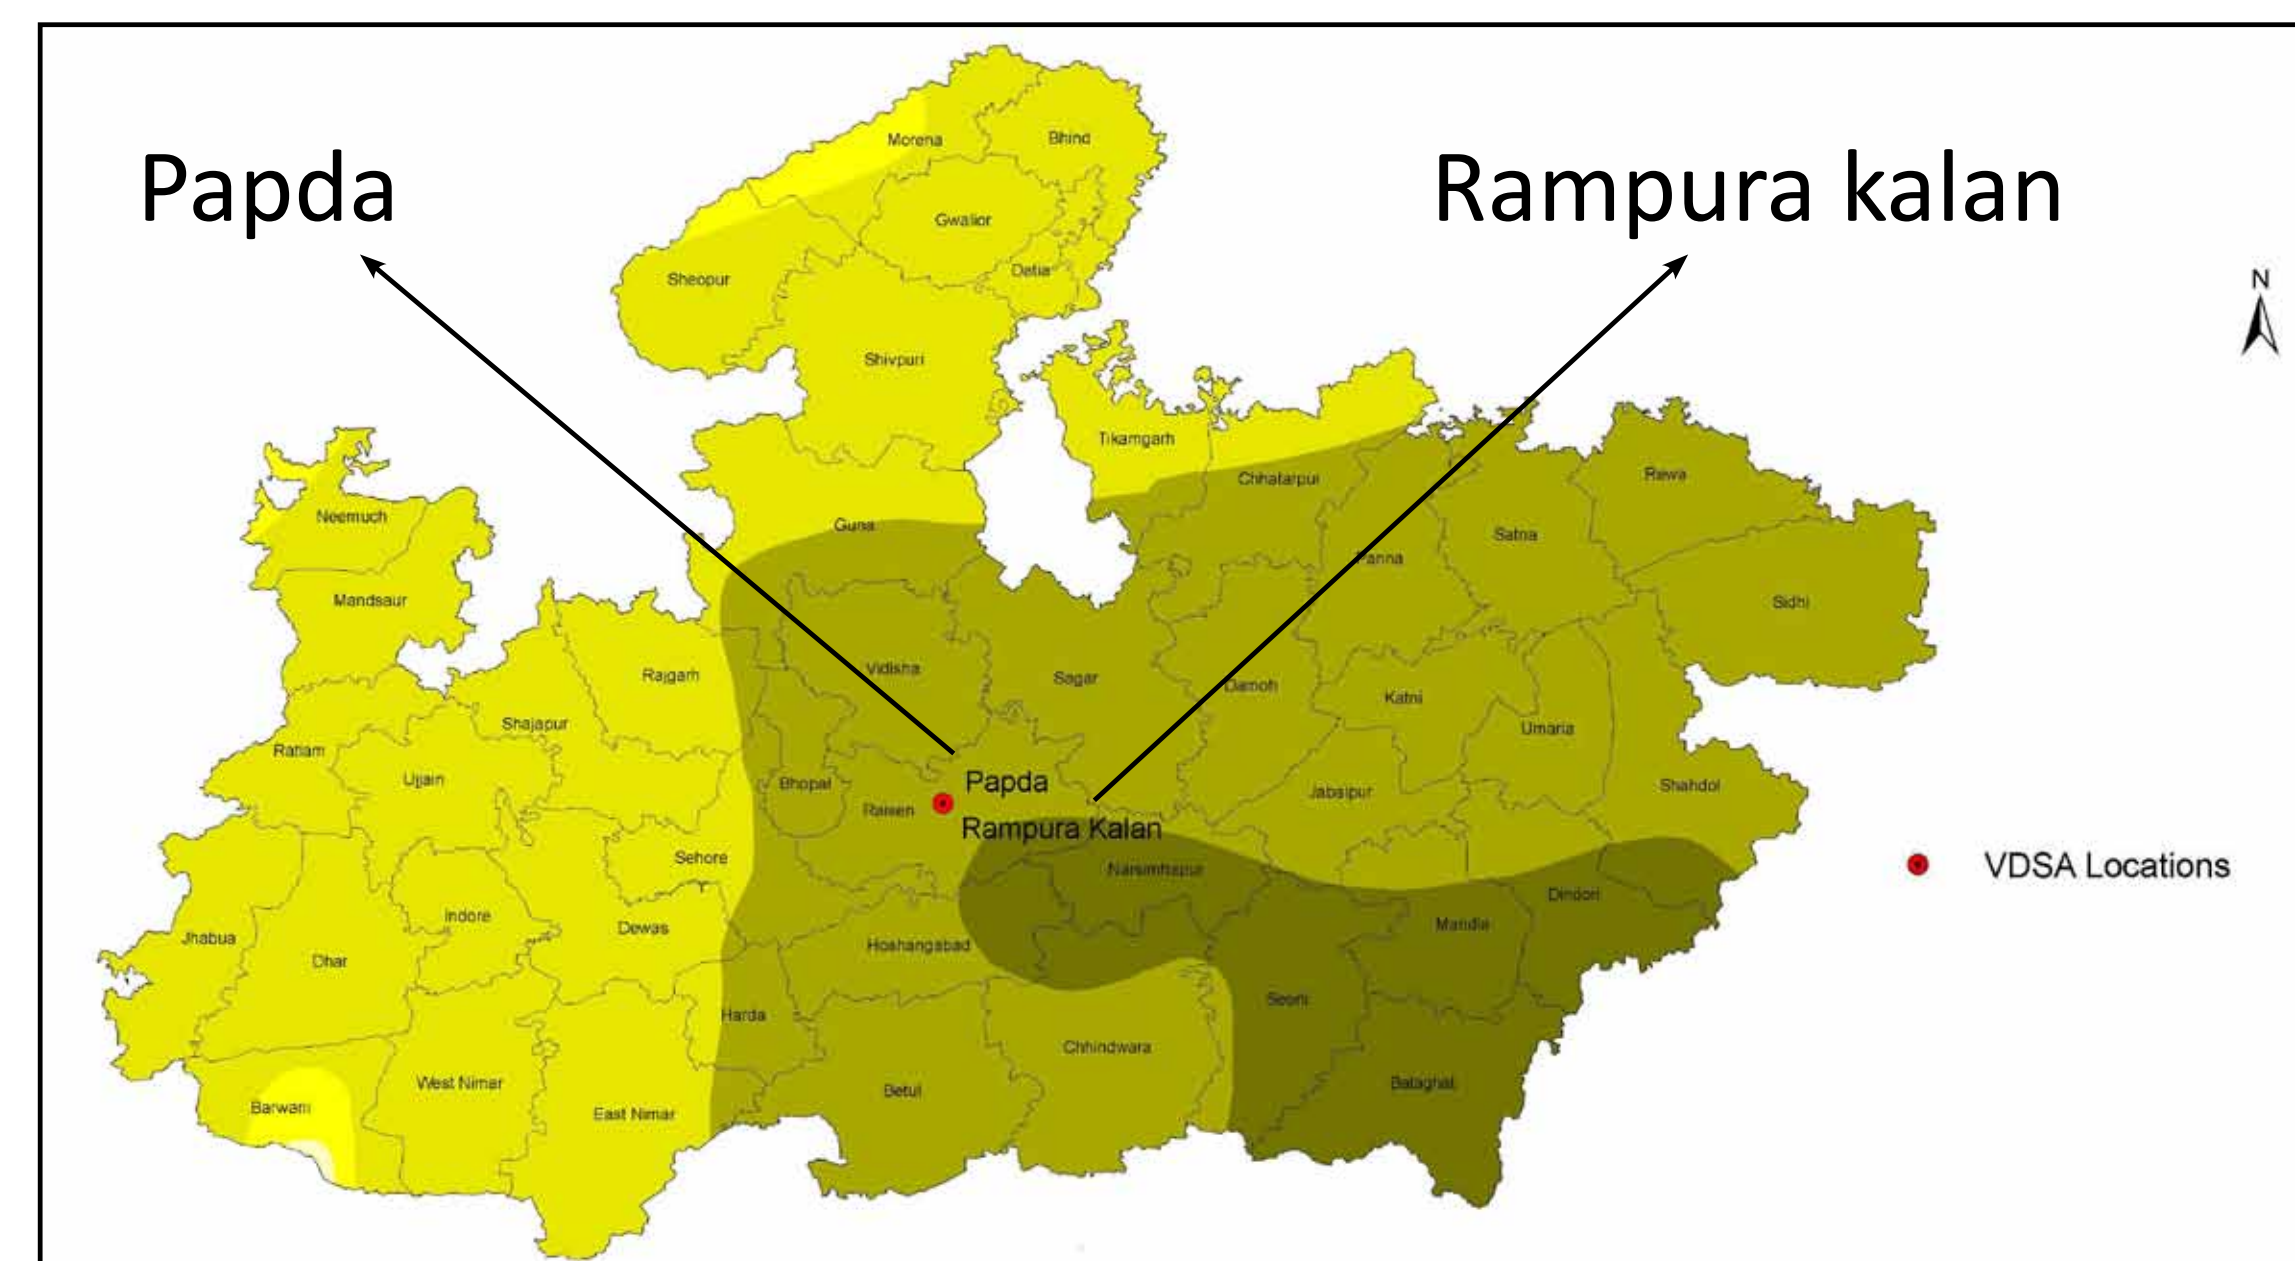 Papda
Rampura kalan
N
Morena
Bhind
Gwalior
Sheopur
Datia
Shivpuri
Tikamgarh
Rewa
Chhatarpur
Neemuch
Guna
Satna
Panna
Mandsaur
Sidhi
Vidisha
Rajgarh
Sagar
Damoh
Katni
Shajapur
Umaria
Ratlam
Ujjain
Bhopal
Papda
Shahdol
Jabalpur
Raisen
Rampura Kalan
Sehore
VDSA Locations
Narsimhapur
Dindori
Indore
Dewas
Mandla
Jhabua
Hoshangabad
Dhar
Seoni
Harda
Chhindwara
West Nimar
Betul
Balaghat
Barwani
East Nimar